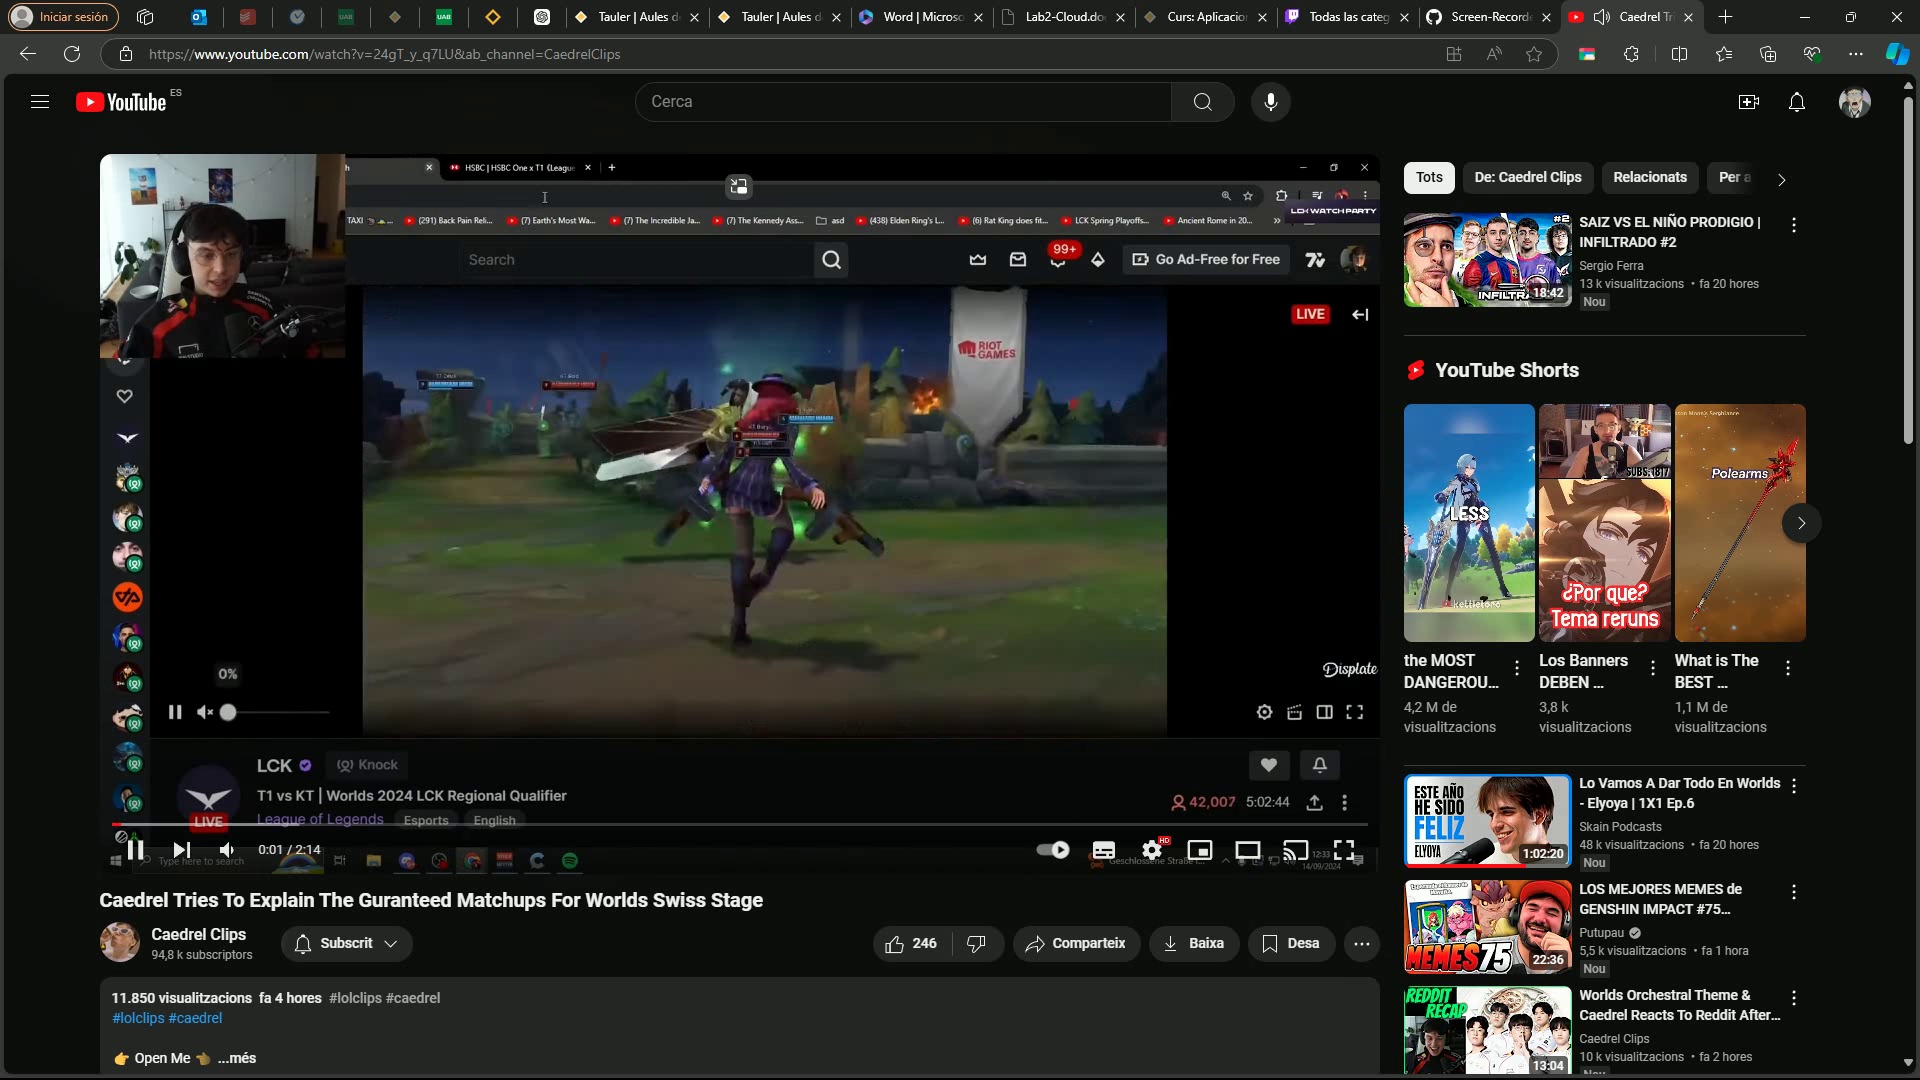 Iniciar sesión
Tauler | Aules d
Tauler | Aules d
Word | Microso
Lab2-Cloud.do
Curs: Aplicacion
Todas las categ
Screen-Recorde
Caedrel Tri
https://www.youtube.com/watch?v=24gT_y_q7LU&ab_channel=CaedrelClips
YouTube ES
Cerca
HSBC | HSBC One x T1 (League
(291) Back Pain Reli...
(7) Earth's Most Wa...
(7) The Incredible Ja...
(7) The Kennedy Ass...
asd
(438) Elden Ring's L...
(6) Rat King does fit...
LCK Spring Playoffs...
Ancient Rome in 20...
LCK WATCH PARTY
Search
99+
Go Ad-Free for Free
LIVE
RIOT GAMES
Displate
0%
LCK
Knock
T1 vs KT | Worlds 2024 LCK Regional Qualifier
42,007 5:02:44
LIVE
League of Legends
Esports
English
0:01 / 2:14
HD
Type here to search
12:33
14/09/2024
Caedrel Tries To Explain The Guranteed Matchups For Worlds Swiss Stage
Caedrel Clips
94,8 k subscriptors
Subscrit
246
Comparteix
Baixa
Desa
11.850 visualitzacions fa 4 hores #lolclips #caedrel
#lolclips #caedrel
Open Me ...més
Tots
De: Caedrel Clips
Relacionats
Per a
#2
INFILTRA
18:42
SAIZ VS EL NIÑO PRODIGIO |
INFILTRADO #2
Sergio Ferra
13 k visualitzacions • fa 20 hores
Nou
YouTube Shorts
LESS
kettletora
SUBS:1817
¿Por que?
Tema reruns
Polearms
the MOST
DANGEROU...
4,2 M de
visualitzacions
Los Banners
DEBEN ...
3,8 k
visualitzacions
What is The
BEST ...
1,1 M de
visualitzacions
ESTE AÑO
HE SIDO
FELIZ
ELYOYA
1:02:20
Lo Vamos A Dar Todo En Worlds
- Elyoya | 1X1 Ep.6
Skain Podcasts
48 k visualitzacions • fa 20 hores
Nou
MEMES 75
22:36
LOS MEJORES MEMES de
GENSHIN IMPACT #75...
Putupau
5,5 k visualitzacions • fa 1 hora
Nou
REDDIT
RECAP
13:04
Worlds Orchestral Theme &
Caedrel Reacts To Reddit After...
Caedrel Clips
10 k visualitzacions • fa 2 hores
Nou